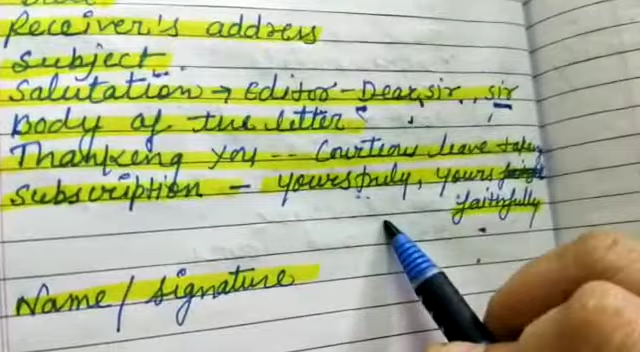 Receiver's address
Subject
Salutation → Editor - Dear sir, sir
Body of the letter
Thanking you -- Courteous leave taking
Subscription - yours truly, yours
faithfully
Name / Signature